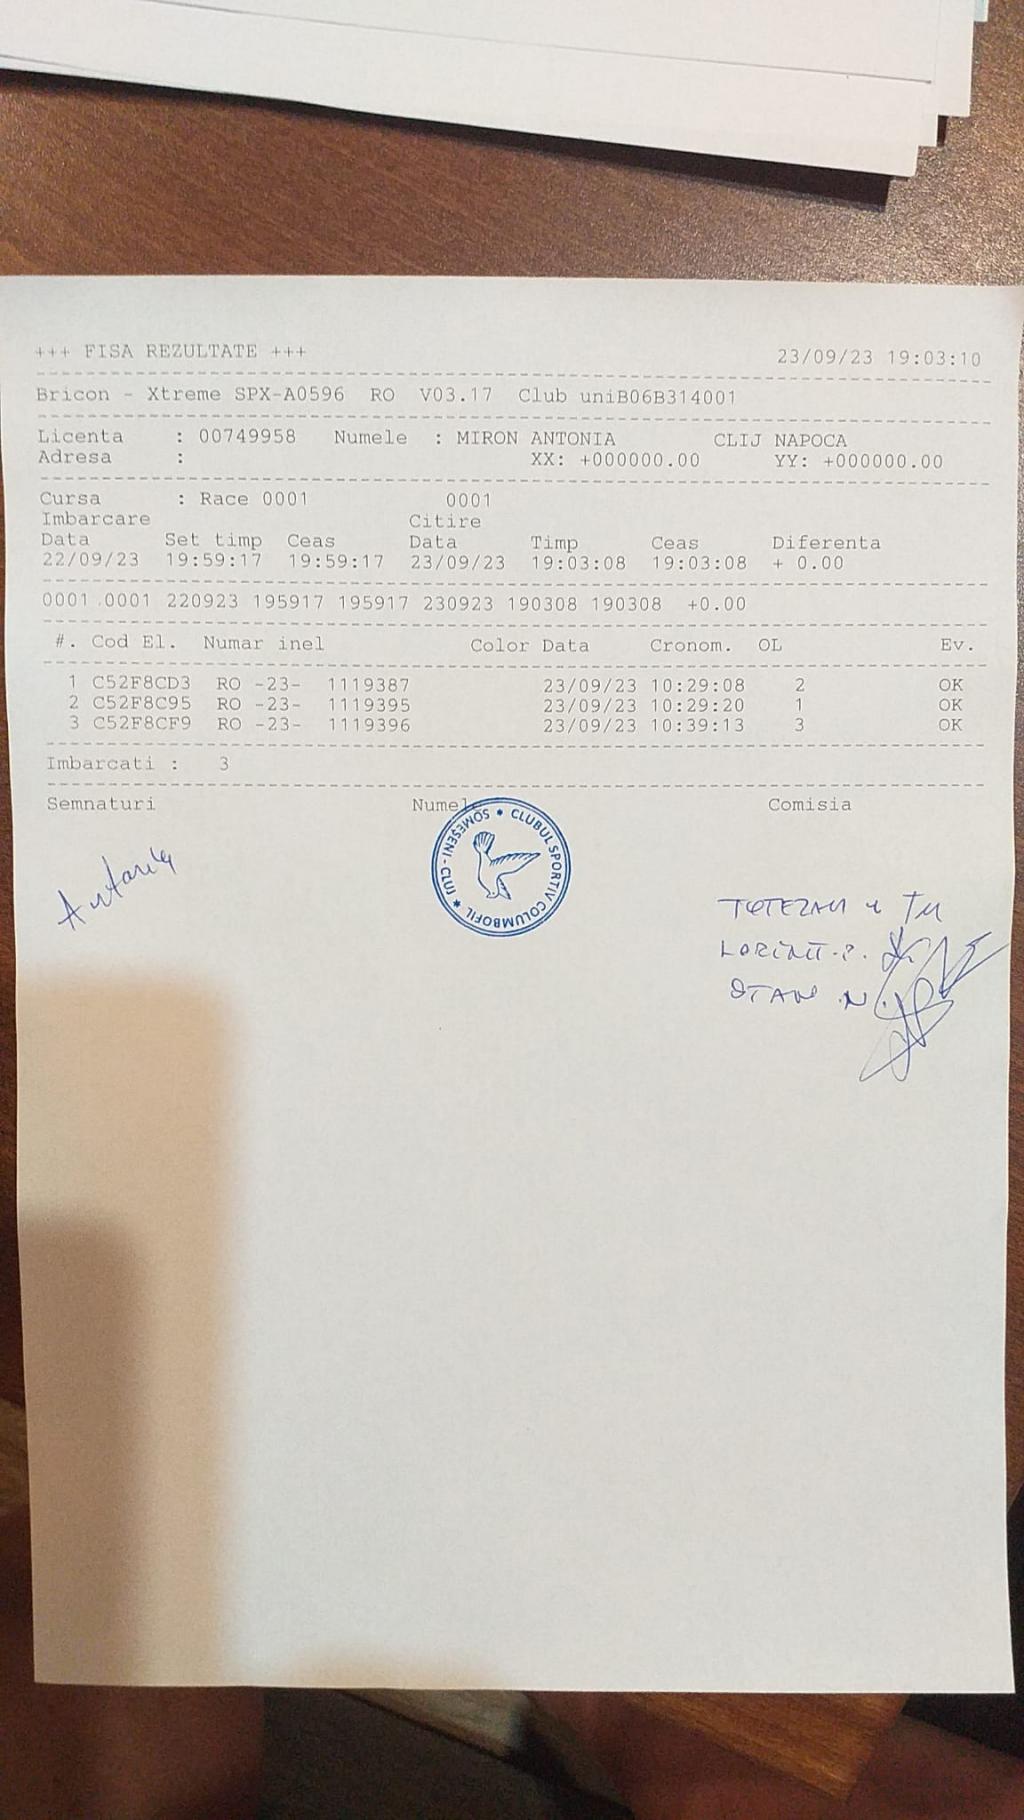 +++ FISA REZULTATE +++ 23/09/23 19:03:10
Bricon - Xtreme SPX-A0596 RO V03.17 Club uniB06B314001
Licenta : 00749958 Numele : MIRON ANTONIA CLIJ NAPOCA
Adresa : XX: +000000.00 YY: +000000.00
Cursa : Race 0001 0001
Imbarcare Citire
Data Set timp Ceas Data Timp Ceas Diferenta
22/09/23 19:59:17 19:59:17 23/09/23 19:03:08 19:03:08 + 0.00
0001 0001 220923 195917 195917 230923 190308 190308 +0.00
#. Cod El. Numar inel Color Data Cronom. OL Ev.
1 C52F8CD3 RO -23- 1119387 23/09/23 10:29:08 2 OK
2 C52F8C95 RO -23- 1119395 23/09/23 10:29:20 1 OK
3 C52F8CF9 RO -23- 1119396 23/09/23 10:39:13 3 OK
Imbarcati : 3
Semnaturi Numele Comisia
CLUBUL SPORTIV COLUMBOFIL * INTCI - SOMEȘENI *